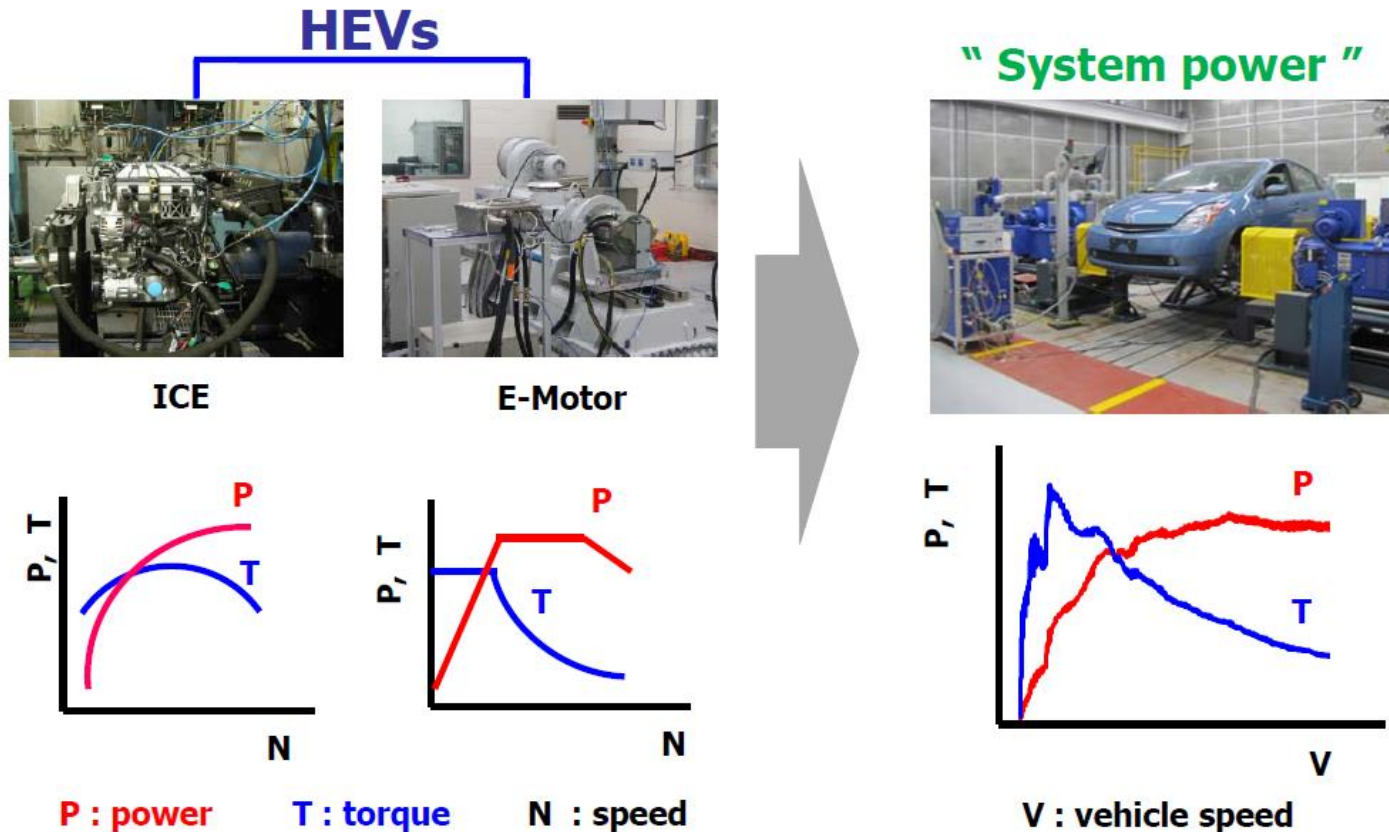 HEVs
“ System power ”
ICE
E-Motor
P
T
P, T
N
P
T
P, T
N
P
T
P, T
V
P : power T : torque N : speed
V : vehicle speed